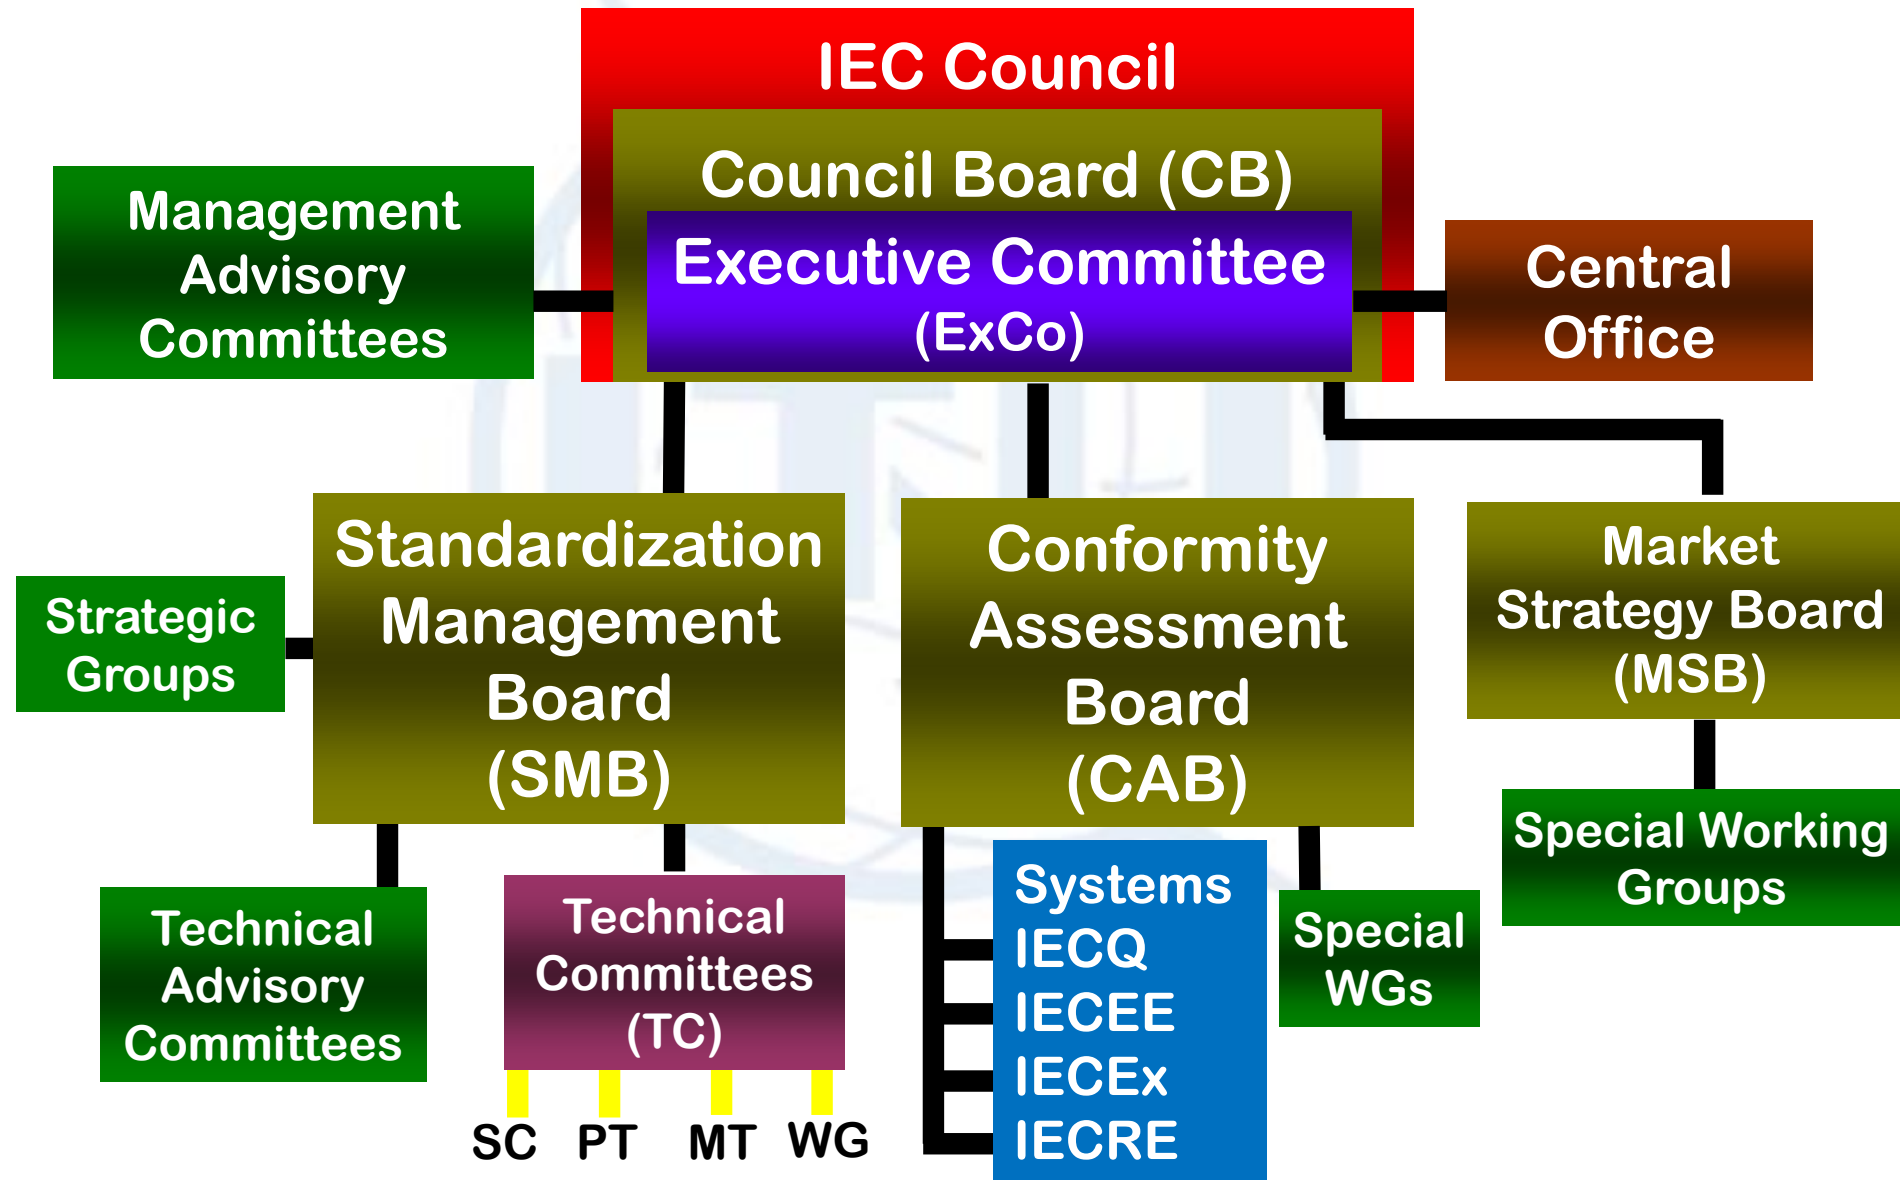 IEC Council
Council Board (CB)
Executive Committee
(ExCo)
Management
Advisory
Committees
Central
Office
Standardization
Management
Board
(SMB)
Strategic
Groups
Conformity
Assessment
Board
(CAB)
Market
Strategy Board
(MSB)
Special Working
Groups
Technical
Advisory
Committees
Technical
Committees
(TC)
SC PT MT WG
Systems
IECQ
IECEE
IECEx
IECRE
Special
WGs